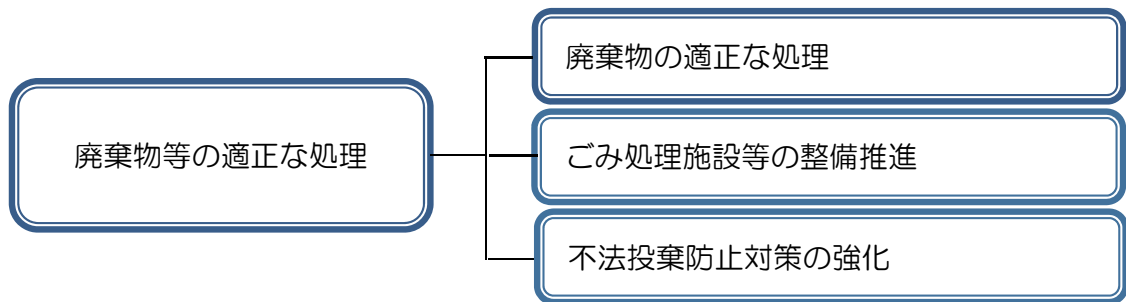 廃棄物等の適正な処理
廃棄物の適正な処理
ごみ処理施設等の整備推進
不法投棄防止対策の強化